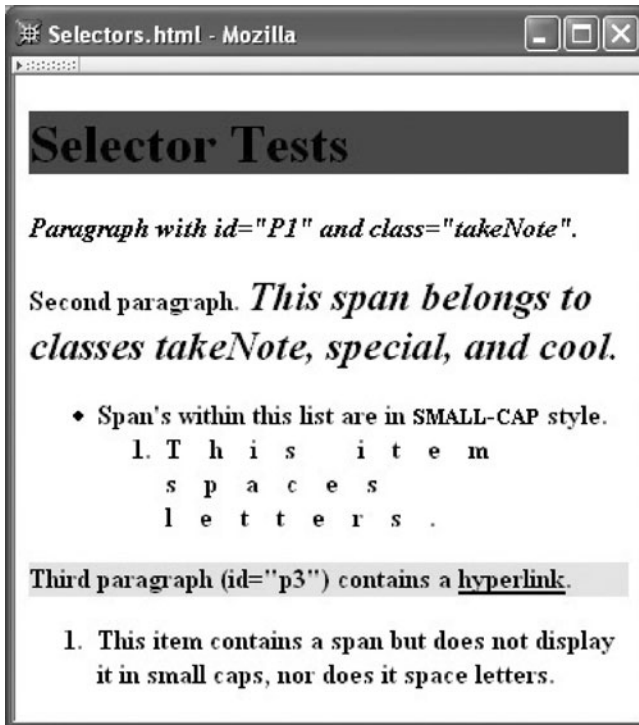 Selectors.html - Mozilla
Selector Tests
Paragraph with id="P1" and class="takeNote".
Second paragraph. This span belongs to
classes takeNote, special, and cool.
• Span's within this list are in SMALL-CAP style.
1. T h i s i t e m
s p a c e s
l e t t e r s .
Third paragraph (id="p3") contains a hyperlink.
1. This item contains a span but does not display
it in small caps, nor does it space letters.